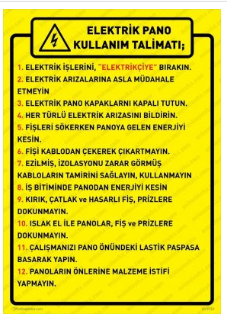 ELEKTRİK PANO
KULLANIM TALİMATI;
1. ELEKTRİK İŞLERİNİ, "ELEKTRİKÇİYE" BIRAKIN.
2. ELEKTRİK ARIZALARINA ASLA MÜDAHALE
ETMEYİN
3. ELEKTRİK PANO KAPAKLARNI KAPALI TUTUN.
4. HER TÜRLÜ ELEKTRİK ARIZASINI BİLDİRİN.
5. FİŞLERİ SÖKERKEN PANOYA GELEN ENERJİYİ
KESİN.
6. FİŞİ KABLODAN ÇEKEREK ÇIKARTMAYIN.
7. EZİLMİŞ, İZOLASYONU ZARAR GÖRMÜŞ
KABLOLARIN TAMİRİNİ SAĞLAYIN, KULLANMAYIN
8. İŞ BİTİMİNDE PANODAN ENERJİYİ KESİN
9. KIRIK, ÇATLAK ve HASARLI FİŞ, PRİZLERE
DOKUNMAYIN.
10. ISLAK EL İLE PANOLAR, FİŞ ve PRİZLERE
DOKUNMAYIN.
11. ÇALIŞMANIZI PANO ÖNÜNDEKİ LASTİK PASPASA
BASARAK YAPIN.
12. PANOLARIN ÖNLERİNE MALZEME İSTİFİ
YAPMAYIN.